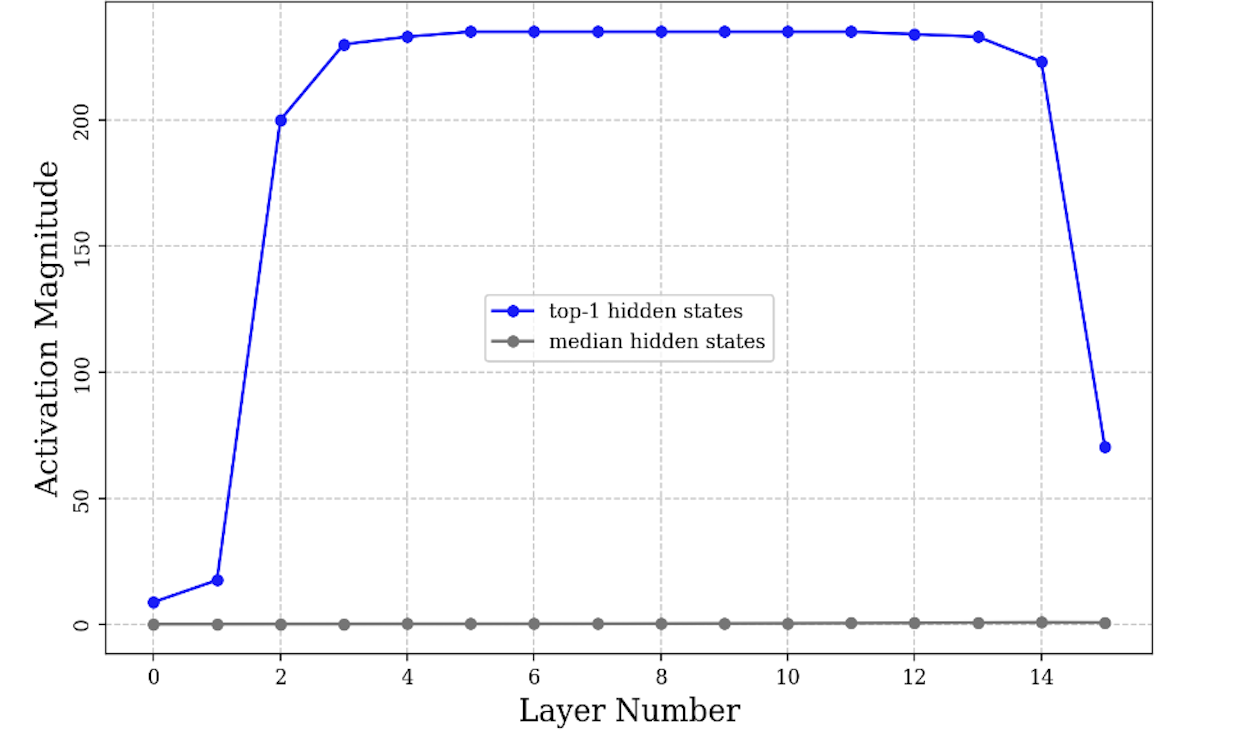 Activation Magnitude
200
150
100
50
0
top-1 hidden states
median hidden states
0 2 4 6 8 10 12 14
Layer Number